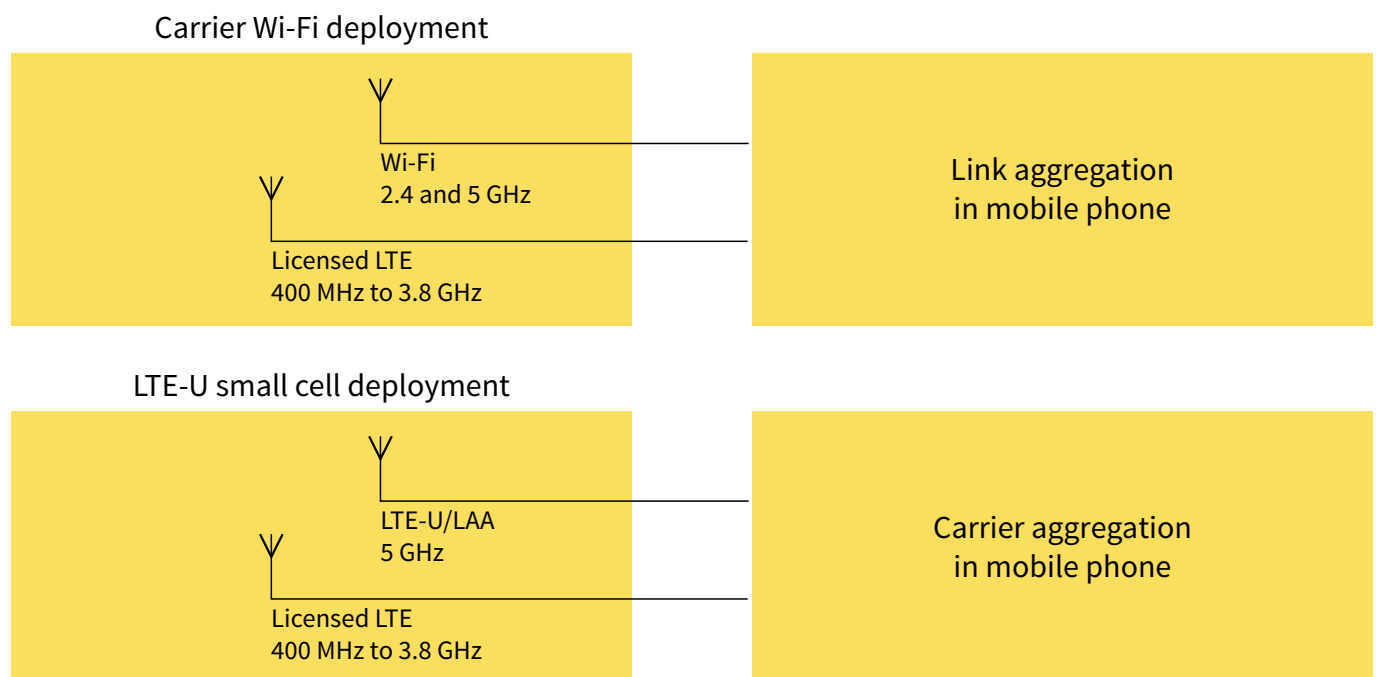 Carrier Wi-Fi deployment
Wi-Fi
2.4 and 5 GHz
Licensed LTE
400 MHz to 3.8 GHz
Link aggregation
in mobile phone
LTE-U small cell deployment
LTE-U/LAA
5 GHz
Licensed LTE
400 MHz to 3.8 GHz
Carrier aggregation
in mobile phone